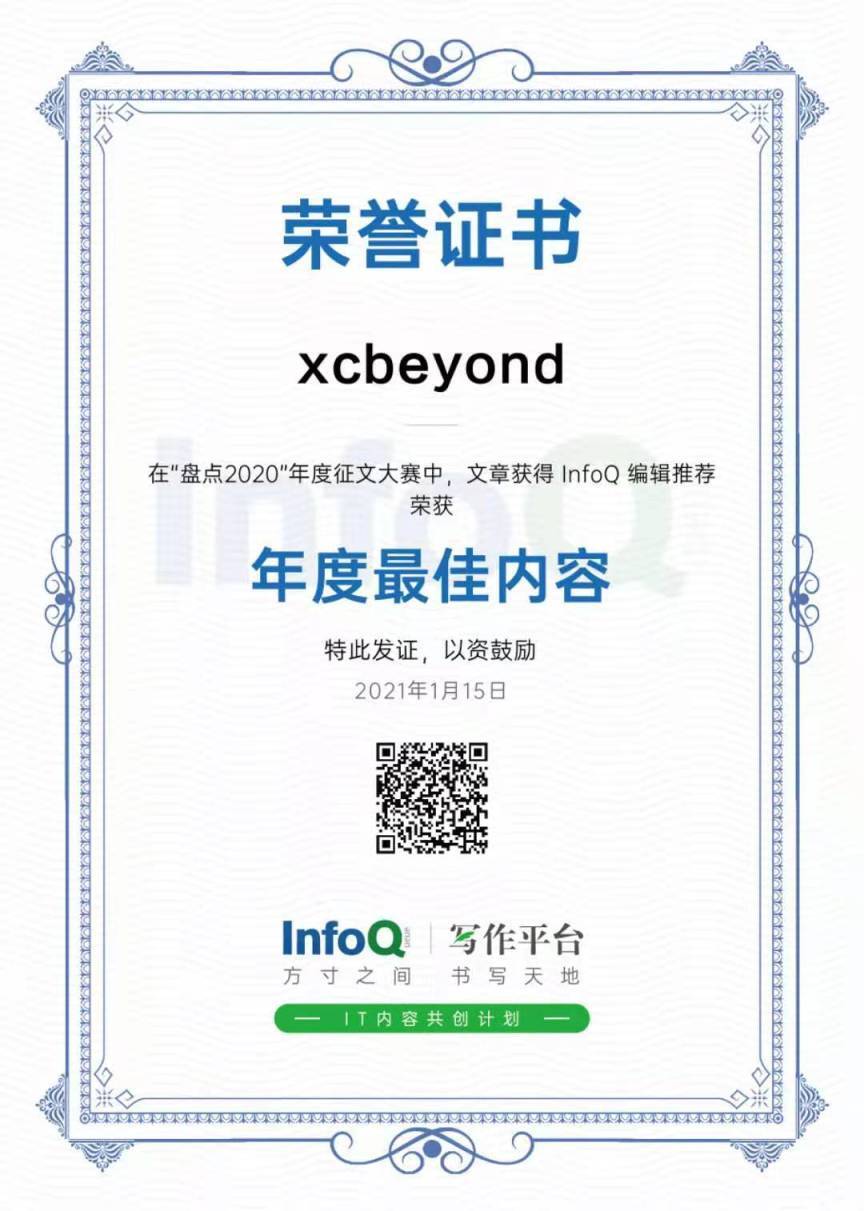 荣誉证书
xcbeyond
在“盘点2020”年度征文大赛中，文章获得 InfoQ 编辑推荐
荣获
年度最佳内容
特此发证，以资鼓励
2021年1月15日
InfoQ 写作平台
方寸之间 书写天地
IT内容共创计划